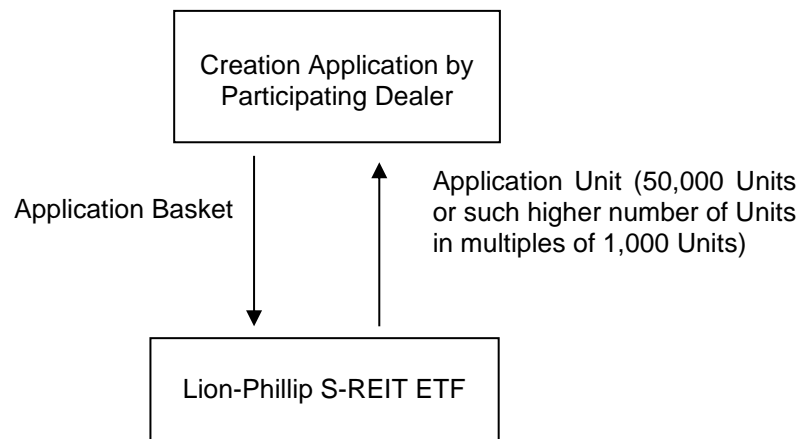 Creation Application by
Participating Dealer
Application Basket
Application Unit (50,000 Units
or such higher number of Units
in multiples of 1,000 Units)
Lion-Phillip S-REIT ETF